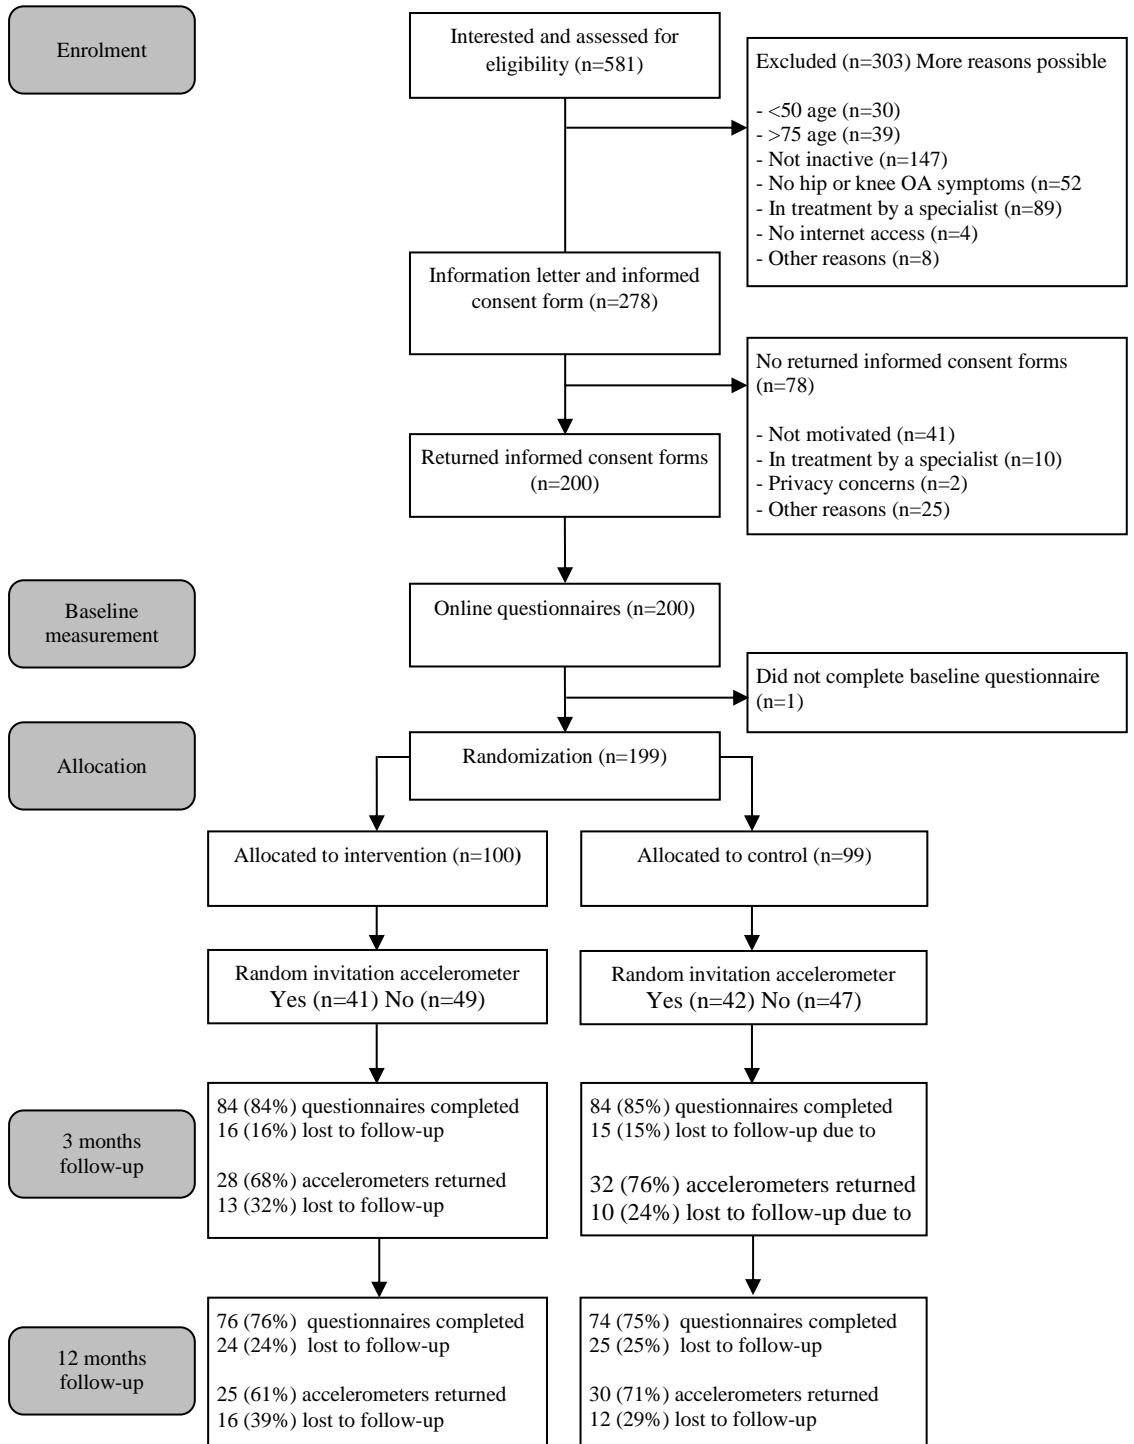 Enrolment
Interested and assessed for
eligibility (n=581)
Excluded (n=303) More reasons possible
- <50 age (n=30)
- >75 age (n=39)
- Not inactive (n=147)
- No hip or knee OA symptoms (n=52
- In treatment by a specialist (n=89)
- No internet access (n=4)
- Other reasons (n=8)
Information letter and informed
consent form (n=278)
No returned informed consent forms
(n=78)
- Not motivated (n=41)
- In treatment by a specialist (n=10)
- Privacy concerns (n=2)
- Other reasons (n=25)
Returned informed consent forms
(n=200)
Baseline
measurement
Online questionnaires (n=200)
Did not complete baseline questionnaire
(n=1)
Allocation
Randomization (n=199)
Allocated to intervention (n=100)
Allocated to control (n=99)
Random invitation accelerometer
Yes (n=41) No (n=49)
Random invitation accelerometer
Yes (n=42) No (n=47)
3 months
follow-up
84 (84%) questionnaires completed
16 (16%) lost to follow-up
28 (68%) accelerometers returned
13 (32%) lost to follow-up
84 (85%) questionnaires completed
15 (15%) lost to follow-up due to
32 (76%) accelerometers returned
10 (24%) lost to follow-up due to
12 months
follow-up
76 (76%)  questionnaires completed
24 (24%)  lost to follow-up
25 (61%) accelerometers returned
16 (39%) lost to follow-up
74 (75%)  questionnaires completed
25 (25%)  lost to follow-up
30 (71%) accelerometers returned
12 (29%) lost to follow-up